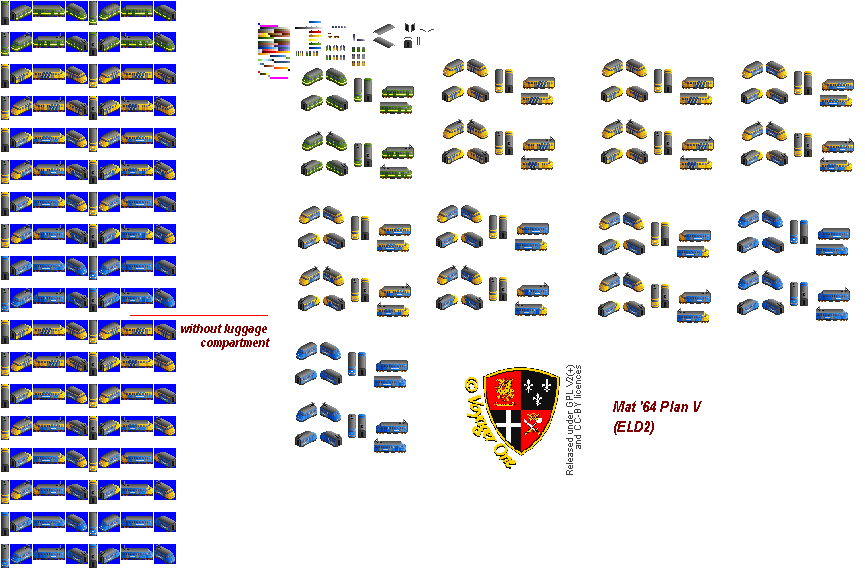 without luggage
compartment
© Voyager One
Released under GPL V2(+)
and CC-BY licences
Mat '64 Plan V
(ELD2)